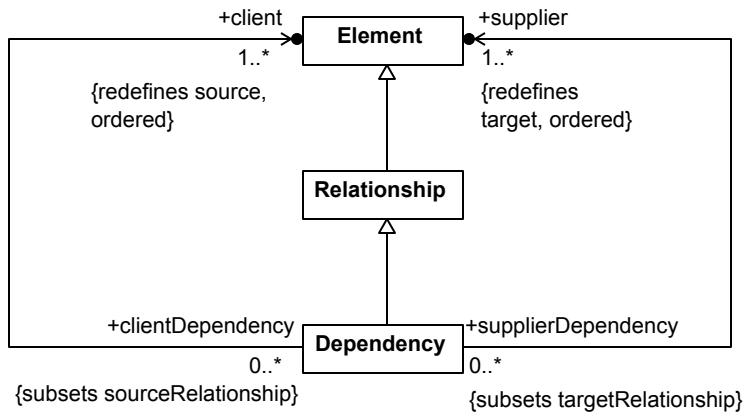 +client
Element
+supplier
1..*
1..*
{redefines source,
ordered}
{redefines
target, ordered}
Relationship
+clientDependency
Dependency
+supplierDependency
0..*
0..*
{subsets sourceRelationship}
{subsets targetRelationship}